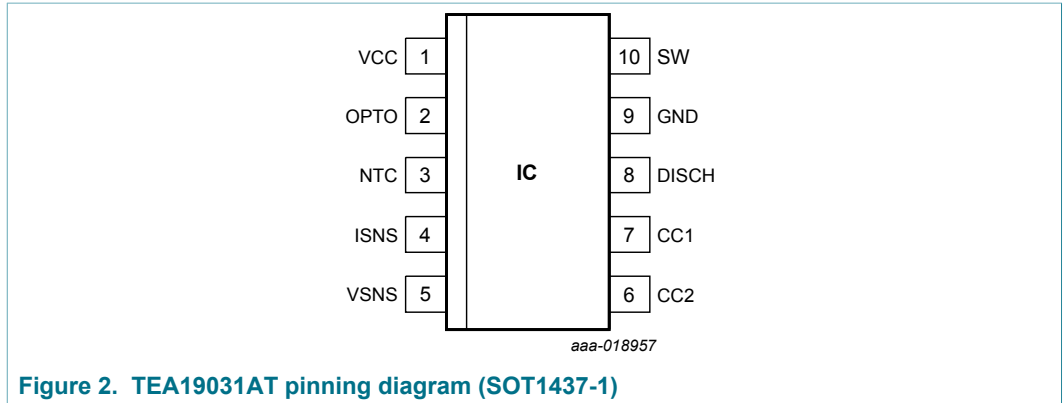 VCC 1 10 SW
OPTO 2 9 GND
NTC 3 IC 8 DISCH
ISNS 4 7 CC1
VSNS 5 6 CC2
aaa-018957
Figure 2. TEA19031AT pinning diagram (SOT1437-1)